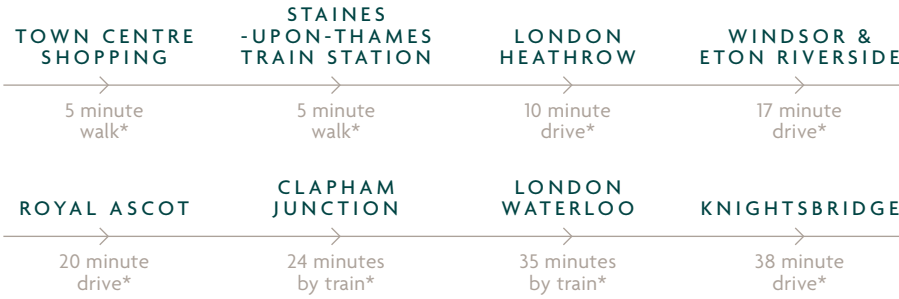 TOWN CENTRE
SHOPPING
5 minute
walk*
STAINES
-UPON-THAMES
TRAIN STATION
5 minute
walk*
LONDON
HEATHROW
10 minute
drive*
WINDSOR &
ETON RIVERSIDE
17 minute
drive*
ROYAL ASCOT
20 minute
drive*
CLAPHAM
JUNCTION
24 minutes
by train*
LONDON
WATERLOO
35 minutes
by train*
KNIGHTSBRIDGE
38 minute
drive*